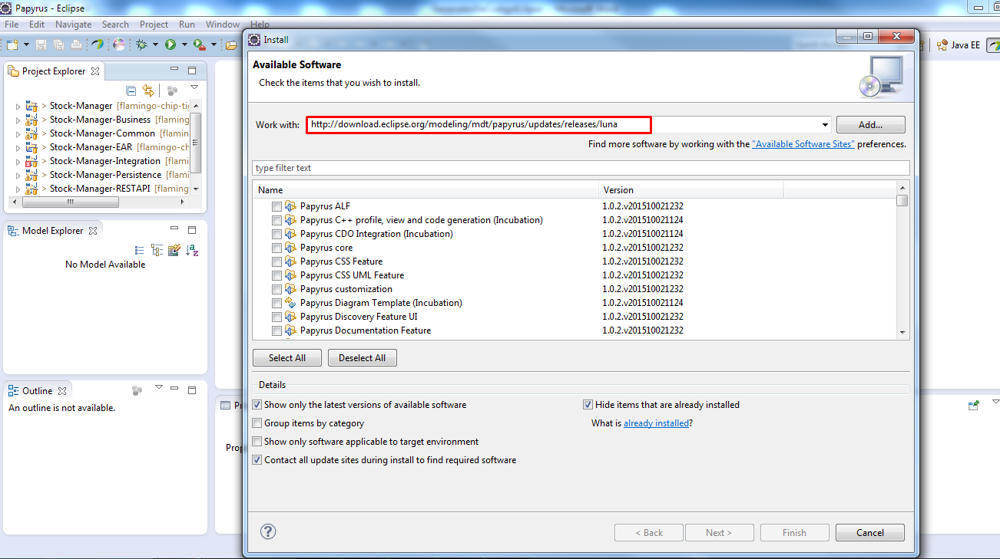 Papyrus - Eclipse
File Edit Navigate Search Project Run Window Help
Java EE
Project Explorer
> Stock-Manager [flamingo-chip-ti
> Stock-Manager-Business [flamin
> Stock-Manager-Common [flamin
> Stock-Manager-EAR [flamingo-ch
> Stock-Manager-Integration [flami
> Stock-Manager-Persistence [flami
> Stock-Manager-RESTAPI [flaming
Model Explorer
No Model Available
Outline
An outline is not available.
Pr
Prop
Install
Available Software
Check the items that you wish to install.
Work with: http://download.eclipse.org/modeling/mdt/papyrus/updates/releases/luna Add...
Find more software by working with the "Available Software Sites" preferences.
type filter text
Name Version
Papyrus ALF 1.0.2.v201510021232
Papyrus C++ profile, view and code generation (Incubation) 1.0.2.v201510021124
Papyrus CDO Integration (Incubation) 1.0.2.v201510021124
Papyrus core 1.0.2.v201510021232
Papyrus CSS Feature 1.0.2.v201510021232
Papyrus CSS UML Feature 1.0.2.v201510021232
Papyrus customization 1.0.2.v201510021232
Papyrus Diagram Template (Incubation) 1.0.2.v201510021124
Papyrus Discovery Feature UI 1.0.2.v201510021232
Papyrus Documentation Feature 1.0.2.v201510021232
Select All Deselect All
Details
Show only the latest versions of available software Hide items that are already installed
Group items by category What is already installed?
Show only software applicable to target environment
Contact all update sites during install to find required software
? < Back Next > Finish Cancel